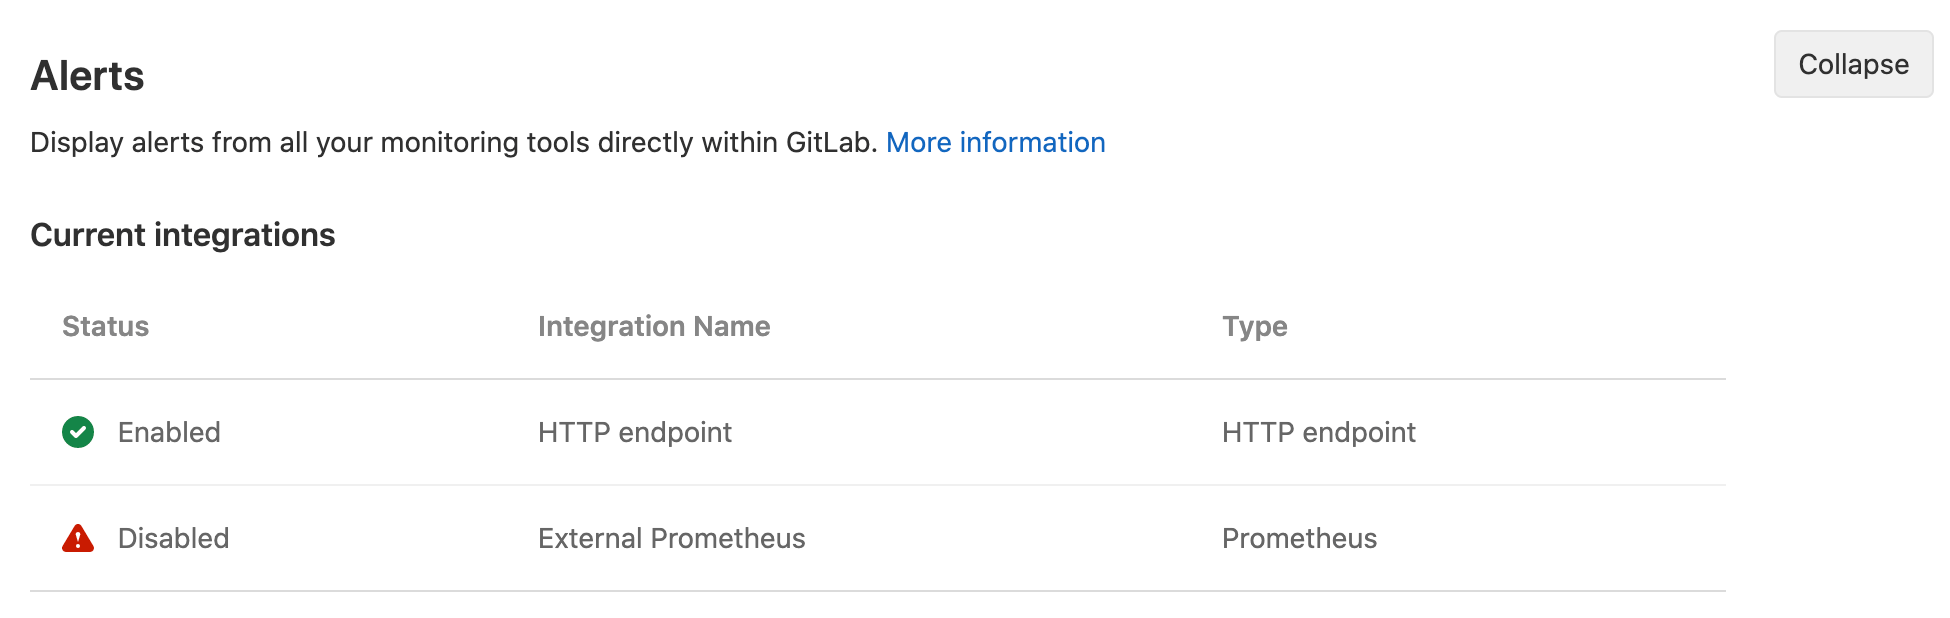 Alerts
Collapse
Display alerts from all your monitoring tools directly within GitLab. More information
Current integrations
Status Integration Name Type
Enabled HTTP endpoint HTTP endpoint
Disabled External Prometheus Prometheus